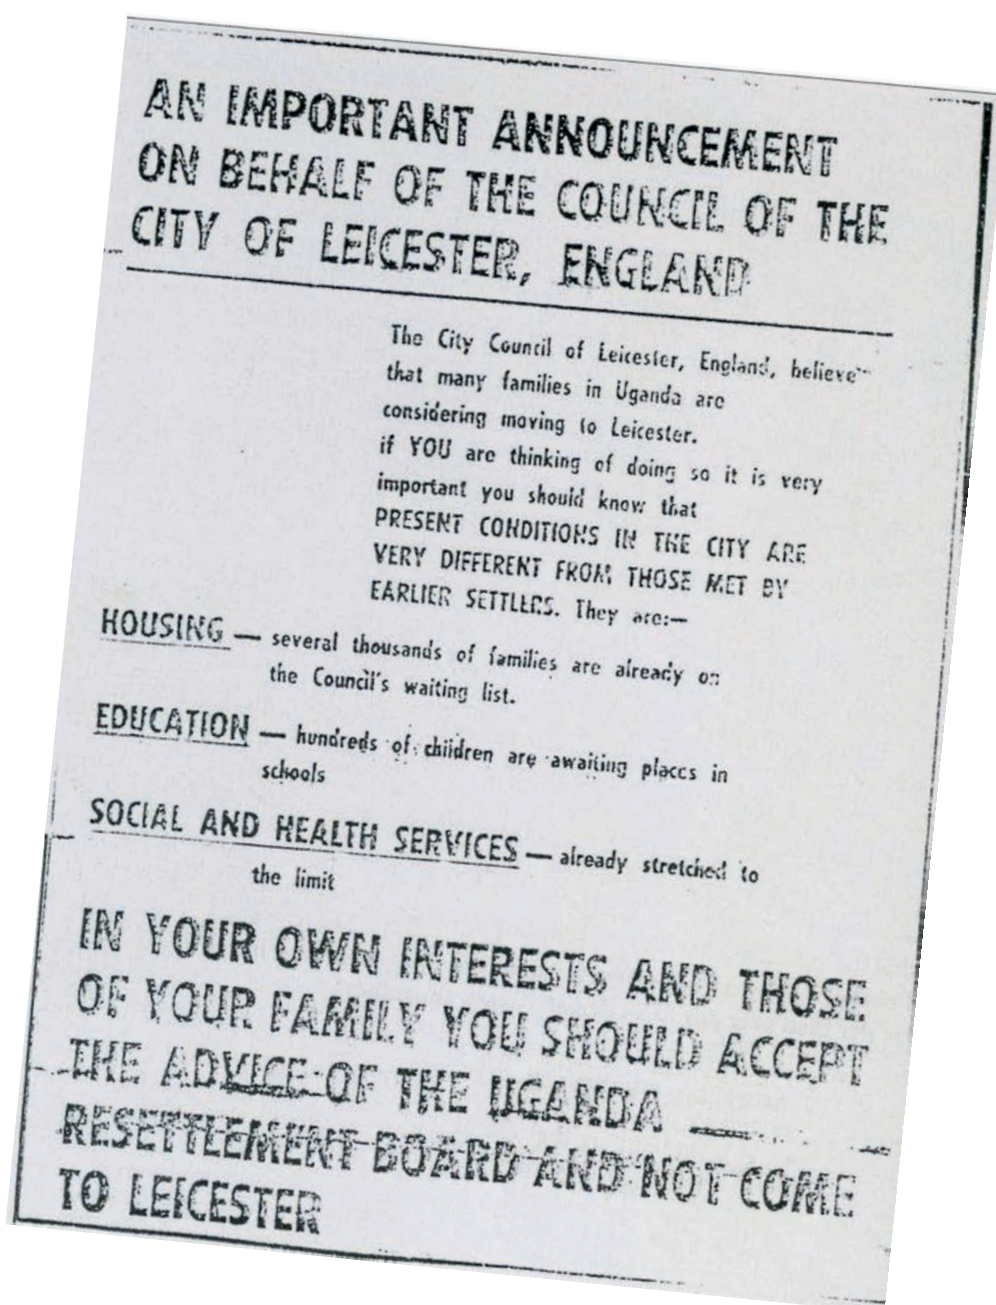 AN IMPORTANT ANNOUNCEMENT
ON BEHALF OF THE COUNCIL OF THE
CITY OF LEICESTER, ENGLAND
The City Council of Leicester, England, believe
that many families in Uganda are
considering moving to Leicester.
if YOU are thinking of doing so it is very
important you should know that
PRESENT CONDITIONS IN THE CITY ARE
VERY DIFFERENT FROM THOSE MET BY
EARLIER SETTLERS. They are:—
HOUSING — several thousands of families are already on
the Council's waiting list.
EDUCATION — hundreds of children are awaiting places in
schools
SOCIAL AND HEALTH SERVICES — already stretched to
the limit
IN YOUR OWN INTERESTS AND THOSE
OF YOUR FAMILY YOU SHOULD ACCEPT
THE ADVICE OF THE UGANDA
RESETTLEMENT BOARD AND NOT COME
TO LEICESTER